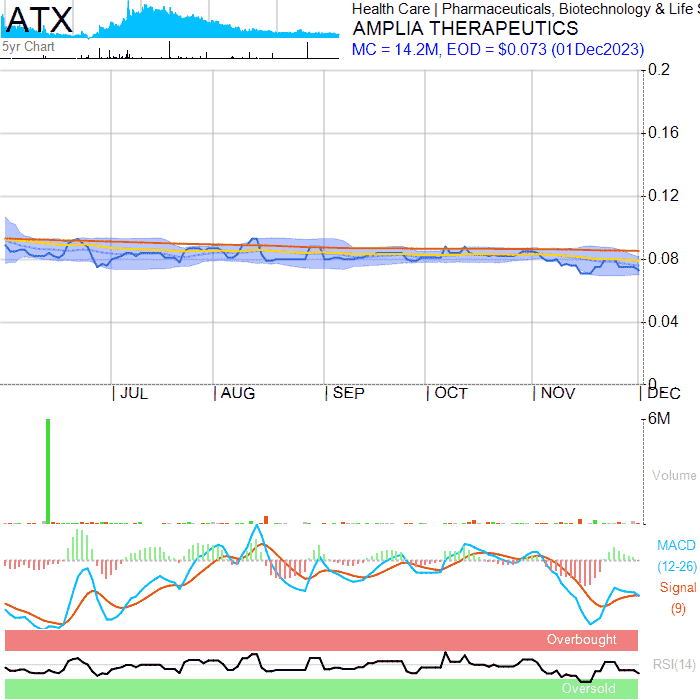 ATX
5yr Chart
Health Care | Pharmaceuticals, Biotechnology & Life S
AMPLIA THERAPEUTICS
MC = 14.2M, EOD = $0.073 (01Dec2023)
0.2
0.16
0.12
0.08
0.04
0
JUL AUG SEP OCT NOV DEC
6M
Volume
MACD
(12-26)
Signal
(9)
Overbought
RSI(14)
Oversold